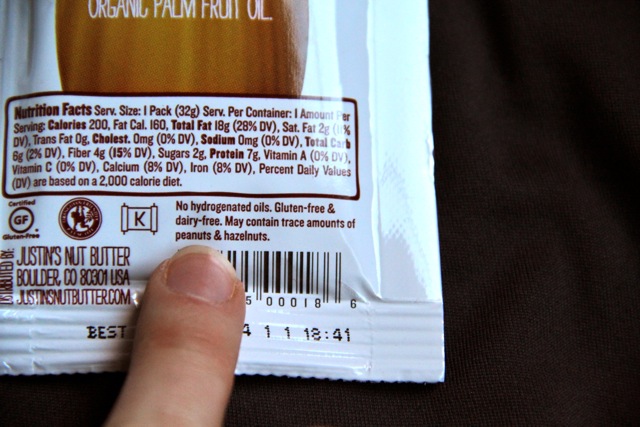 ORGANIC PALM FRUIT OIL.
Nutrition Facts Serv. Size: 1 Pack (32g) Serv. Per Container: 1 Amount Per
Serving: Calories 200, Fat Cal. 160, Total Fat 18g (28% DV), Sat. Fat 2g (11%
DV), Trans Fat 0g, Cholest. 0mg (0% DV), Sodium 0mg (0% DV), Total Carb
6g (2% DV), Fiber 4g (15% DV), Sugars 2g, Protein 7g, Vitamin A (0% DV),
Vitamin C (0% DV), Calcium (8% DV), Iron (8% DV), Percent Daily Values
(DV) are based on a 2,000 calorie diet.
Certified
GF
Gluten-Free
K
No hydrogenated oils. Gluten-free &
dairy-free. May contain trace amounts of
peanuts & hazelnuts.
DISTRIBUTED BY:
JUSTIN'S NUT BUTTER
BOULDER, CO 80301 USA
JUSTINSNUTBUTTER.COM
500018 6
BEST
4 1 1 18:41